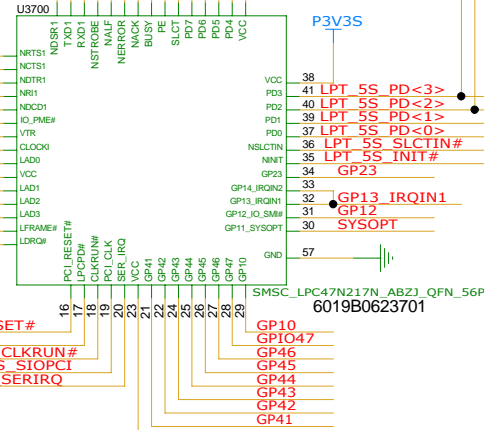 U3700
NDSR1
TXD1
RXD1
NSTROBE
NALF
NERROR
NACK
BUSY
PE
SLCT
PD7
PD6
PD5
PD4
VCC
P3V3S
NRTS1
NCTS1
NDTR1
NRI1
NDCD1
IO_PME#
VTR
CLOCKI
LAD0
VCC
LAD1
LAD2
LAD3
LFRAME#
LDRQ#
VCC 38
PD3 41 LPT_5S_PD<3>
PD2 40 LPT_5S_PD<2>
PD1 39 LPT_5S_PD<1>
PD0 37 LPT_5S_PD<0>
NSLCTIN 36 LPT_5S_SLCTIN#
NINIT 35 LPT_5S_INIT#
GP23 34 GP23
GP14_IRQIN2 33
GP13_IRQIN1 32 GP13_IRQIN1
GP12_IO_SMI# 31 GP12
GP11_SYSOPT 30 SYSOPT
GND 57
PCI_RESET#
LPCPD#
CLKRUN#
PCI_CLK
SER_IRQ
VCC
GP41
GP42
GP43
GP44
GP45
GP46
GP47
GP10
16
17
18
19
20
23
21
22
24
25
26
27
28
29
SMSC_LPC47N217N_ABZJ_QFN_56P
6019B0623701
SET#
CLKRUN#
S_SIOPCI
SERIRQ
GP10
GPIO47
GP46
GP45
GP44
GP43
GP42
GP41